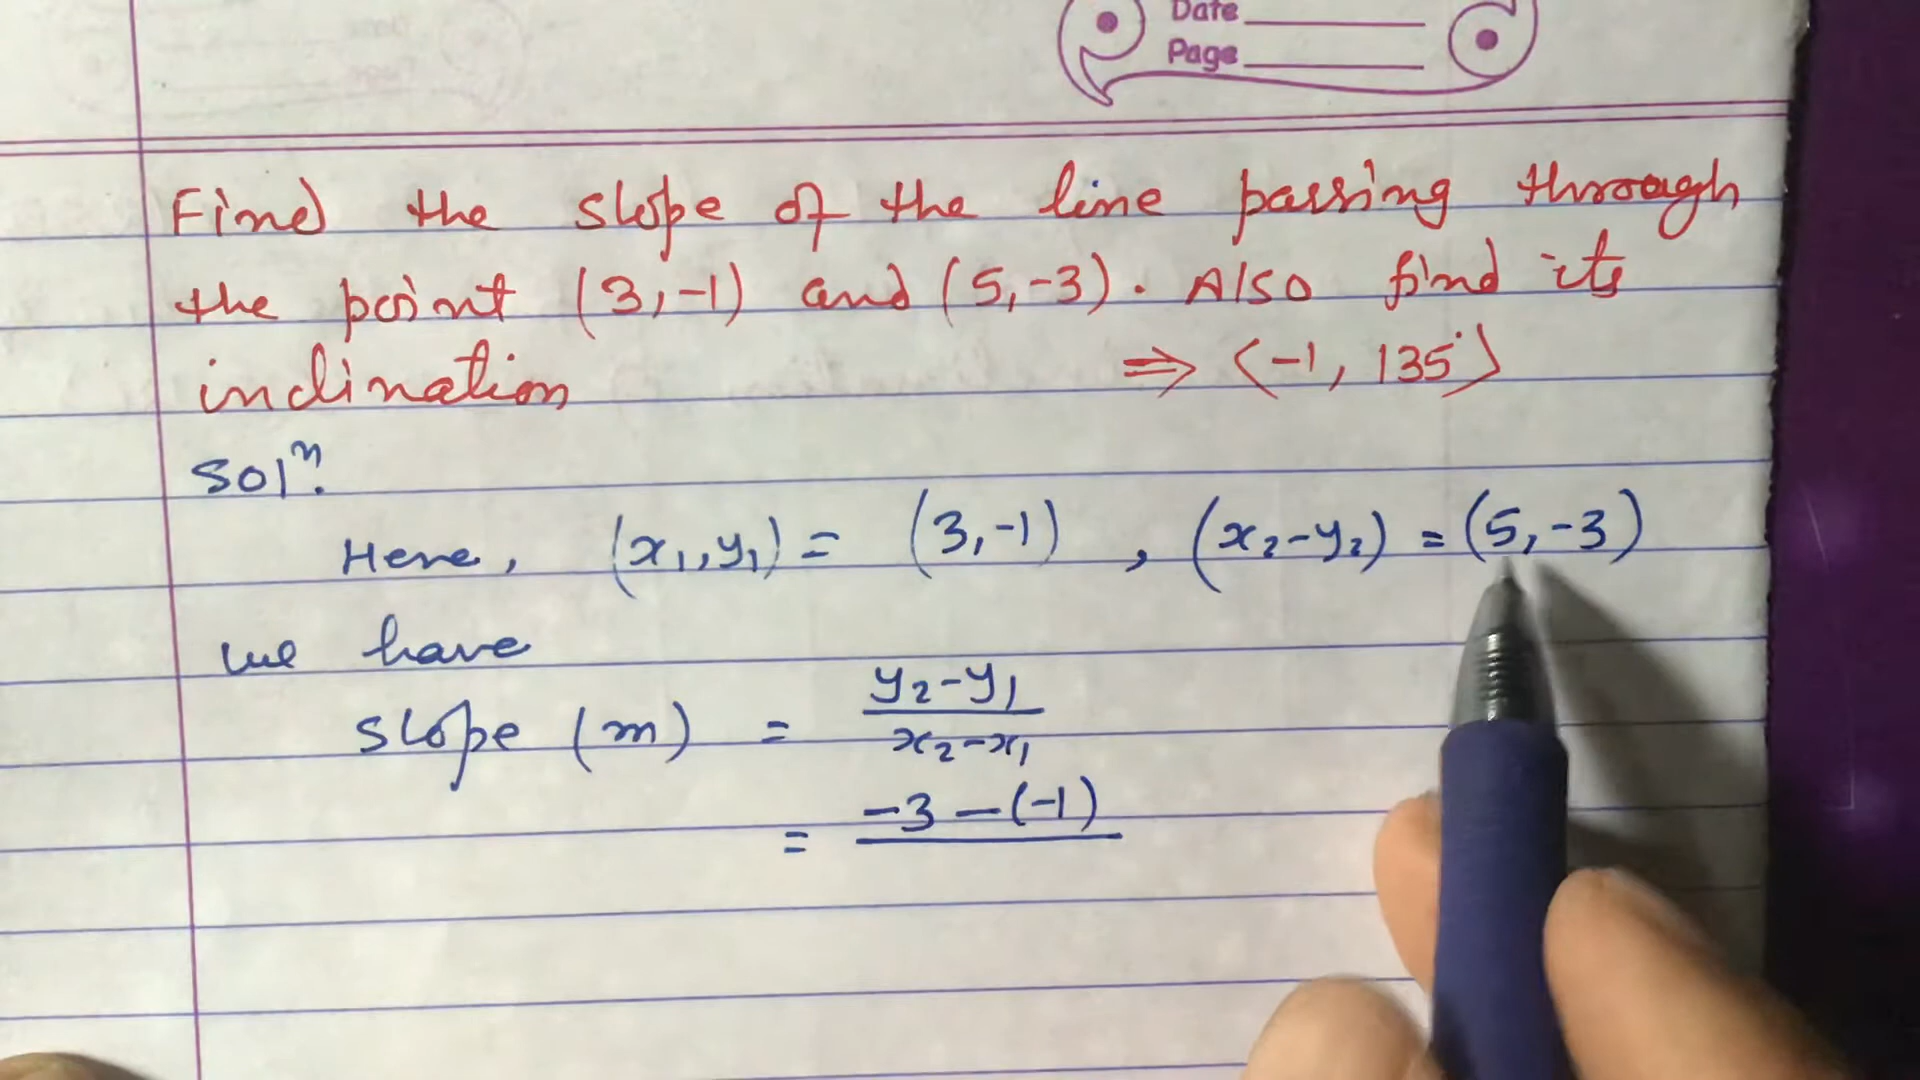 Date
Page
Find the slope of the line passing through
the point (3,-1) and (5,-3). Also find its
inclination ⇒ (-1, 135°)
Solⁿ.
Here, (x₁,y₁) = (3,-1) , (x₂-y₂) = (5,-3)
we have
slope (m) = y₂-y₁ / x₂-x₁
= -3-(-1)